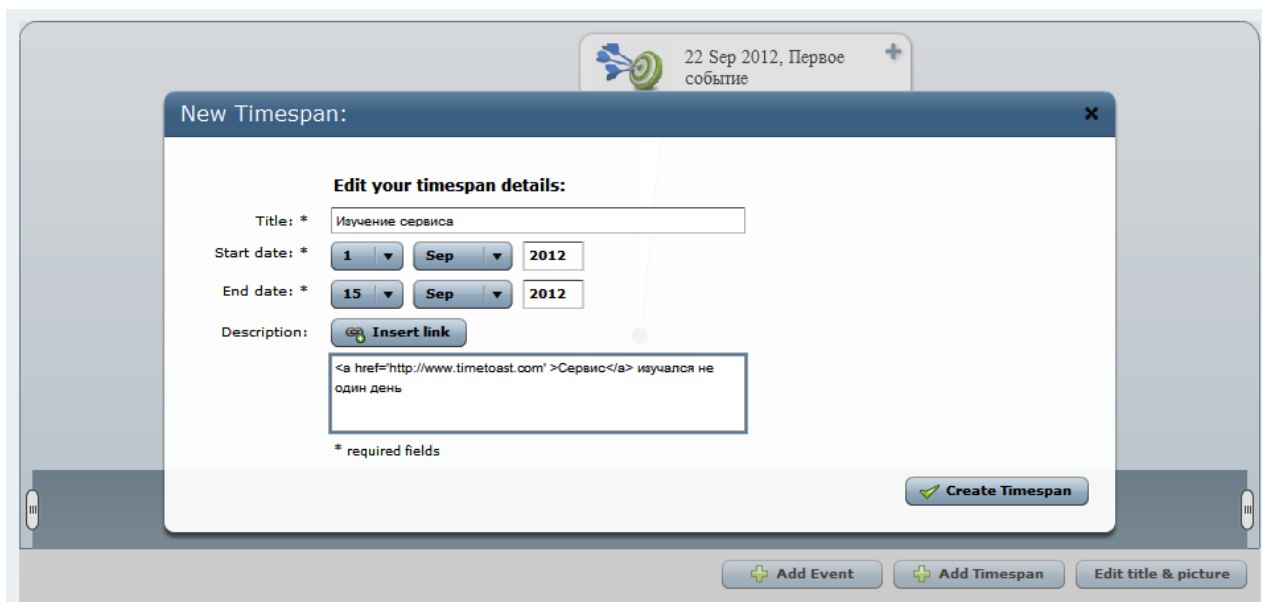 22 Sep 2012, Первое
событие
New Timespan:
Edit your timespan details:
Title: * Изучение сервиса
Start date: * 1 Sep 2012
End date: * 15 Sep 2012
Description: Insert link
<a href='http://www.timetoast.com' >Сервис</a> изучался не
один день
* required fields
Create Timespan
Add Event Add Timespan Edit title & picture